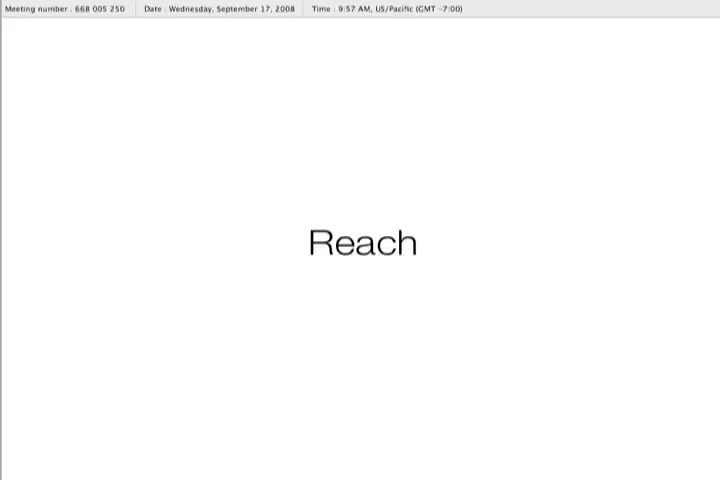 Meeting number : 668 005 250 Date : Wednesday, September 17, 2008 Time : 9:57 AM, US/Pacific (GMT -7:00)
Reach